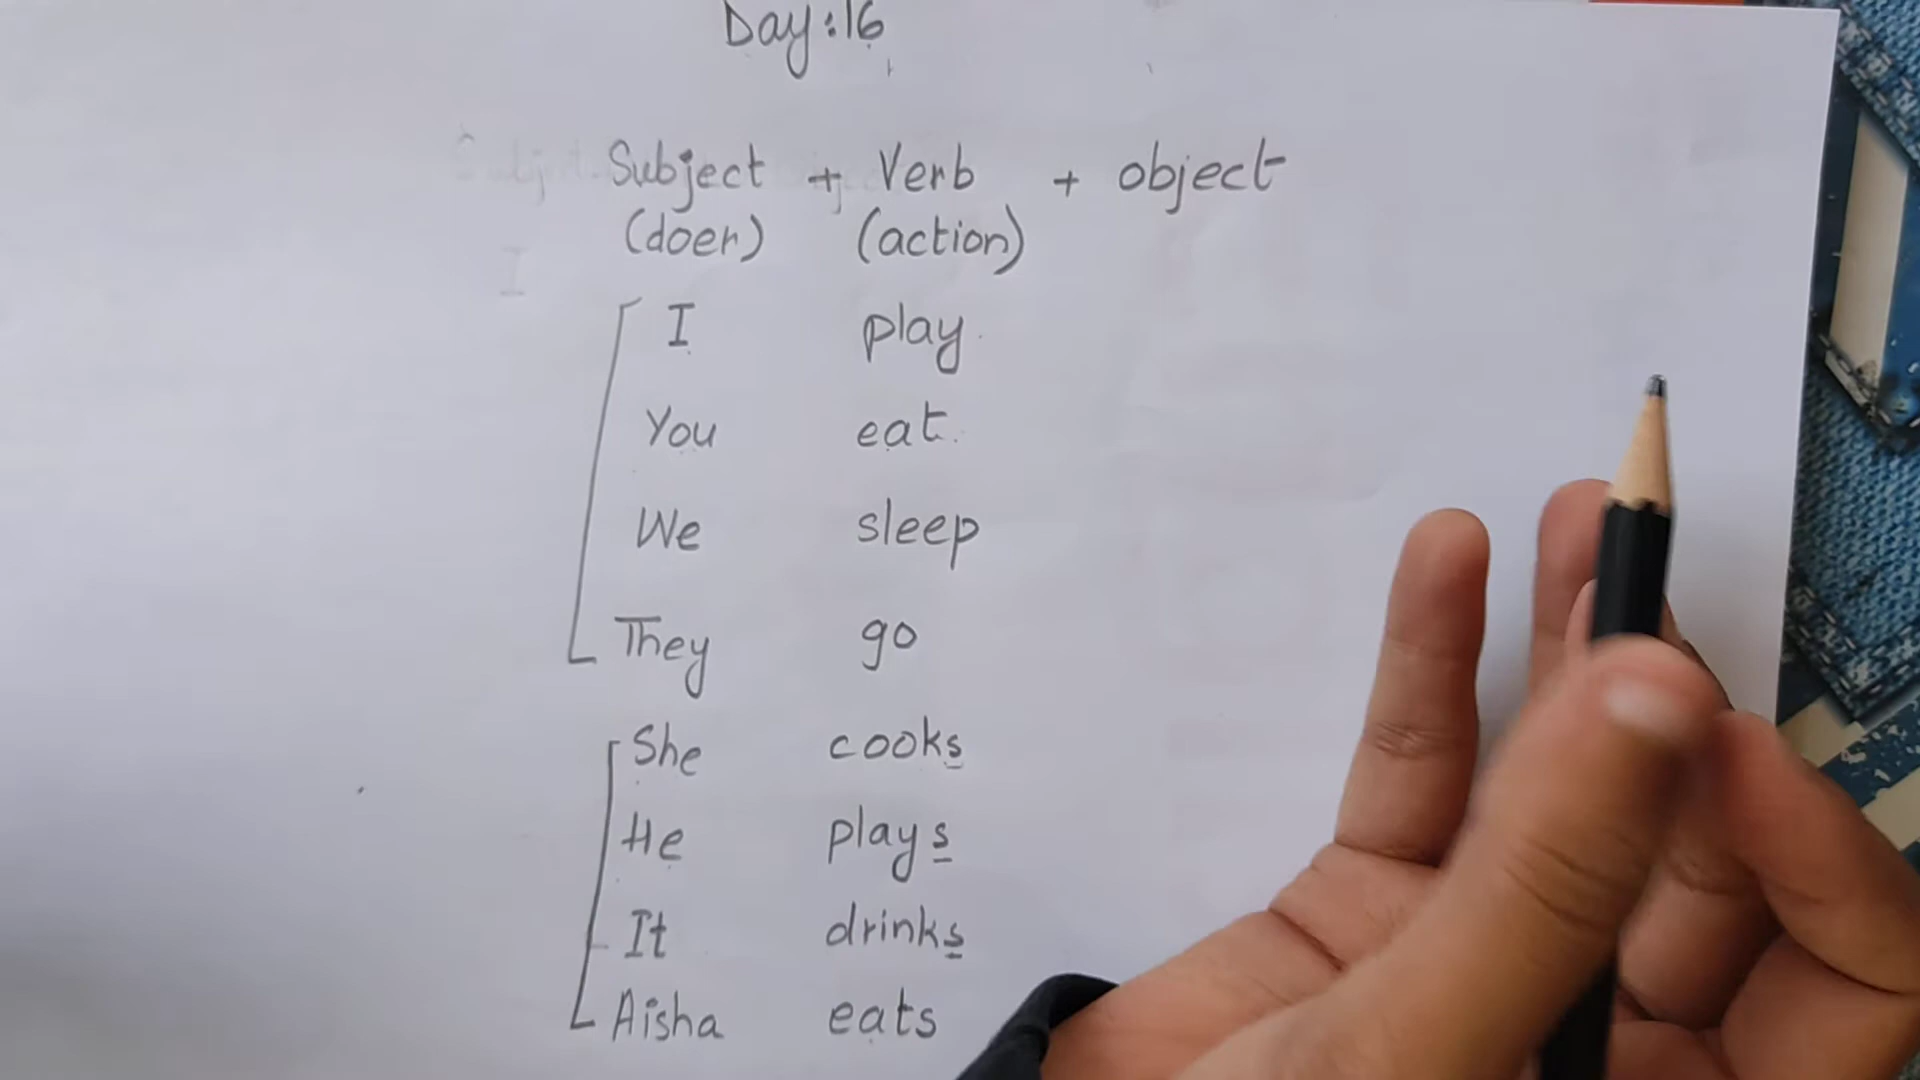 Day:16
Subject + Verb + object
(doer) (action)
I play
You eat.
We sleep
They go
She cooks
He plays
It drinks
Aisha eats